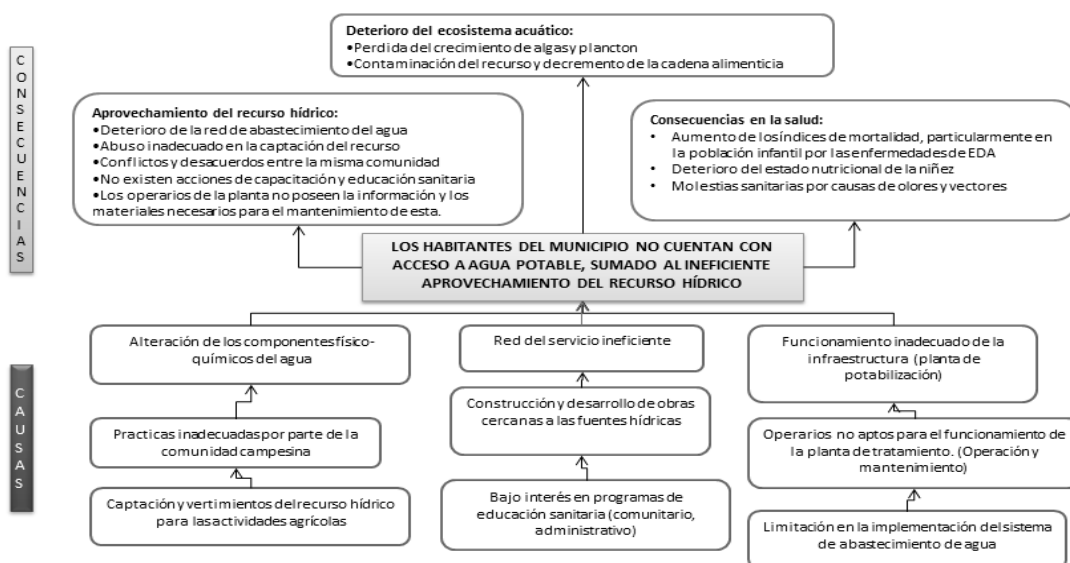 CONSECUENCIAS
Deterioro del ecosistema acuático:
•Perdida del crecimiento de algas y plancton
•Contaminación del recurso y decremento de la cadena alimenticia
Aprovechamiento del recurso hídrico:
•Deterioro de la red de abastecimiento del agua
•Abuso inadecuado en la captación del recurso
•Conflictos y desacuerdos entre la misma comunidad
•No existen acciones de capacitación y educación sanitaria
•Los operarios de la planta no poseen la información y los
materiales necesarios para el mantenimiento de esta.
Consecuencias en la salud:
• Aumento de los índices de mortalidad, particularmente en
la población infantil por las enfermedades de EDA
• Deterioro del estado nutricional de la niñez
• Molestias sanitarias por causas de olores y vectores
LOS HABITANTES DEL MUNICIPIO NO CUENTAN CON
ACCESO A AGUA POTABLE, SUMADO AL INEFICIENTE
APROVECHAMIENTO DEL RECURSO HÍDRICO
CAUSAS
Alteración de los componentes físico-
químicos del agua
Red del servicio ineficiente
Funcionamiento inadecuado de la
infraestructura (planta de
potabilización)
Practicas inadecuadas por parte de la
comunidad campesina
Construcción y desarrollo de obras
cercanas a las fuentes hídricas
Operarios no aptos para el funcionamiento de
la planta de tratamiento. (Operación y
mantenimiento)
Captación y vertimientos del recurso hídrico
para las actividades agrícolas
Bajo interés en programas de
educación sanitaria (comunitario,
administrativo)
Limitación en la implementación del sistema
de abastecimiento de agua